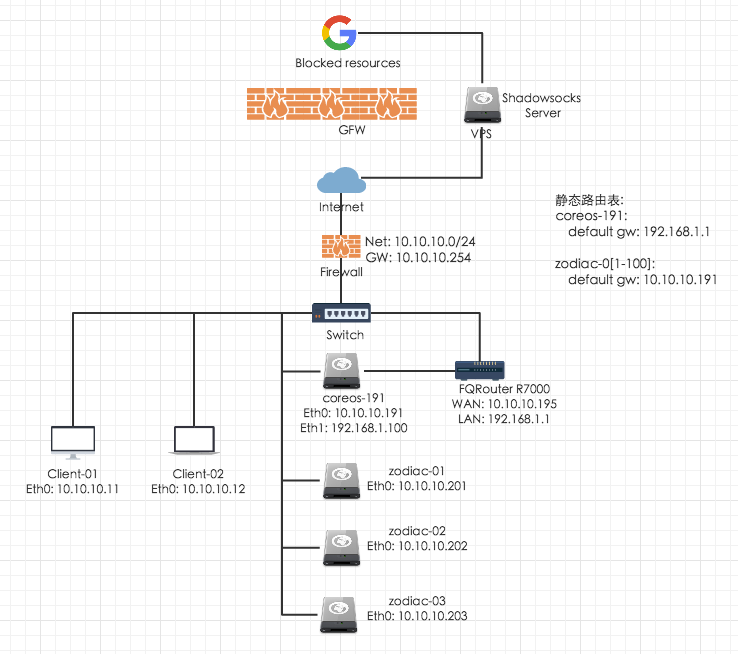 Blocked resources
GFW
Shadowsocks
Server
VPS
Internet
静态路由表:
coreos-191:
default gw: 192.168.1.1
zodiac-0[1-100]:
default gw: 10.10.10.191
Net: 10.10.10.0/24
GW: 10.10.10.254
Firewall
Switch
coreos-191
Eth0: 10.10.10.191
Eth1: 192.168.1.100
FQRouter R7000
WAN: 10.10.10.195
LAN: 192.168.1.1
Client-01
Eth0: 10.10.10.11
Client-02
Eth0: 10.10.10.12
zodiac-01
Eth0: 10.10.10.201
zodiac-02
Eth0: 10.10.10.202
zodiac-03
Eth0: 10.10.10.203